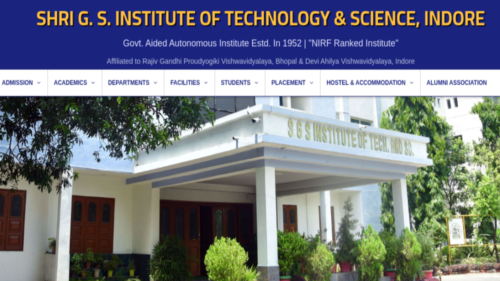 SHRI G. S. INSTITUTE OF TECHNOLOGY & SCIENCE, INDORE
Govt. Aided Autonomous Institute Estd. In 1952 | "NIRF Ranked Institute"
Affiliated to Rajiv Gandhi Proudyogiki Vishwavidyalaya, Bhopal & Devi Ahilya Vishwavidyalaya, Indore
ADMISSION ACADEMICS DEPARTMENTS FACILITIES STUDENTS PLACEMENT HOSTEL & ACCOMMODATION ALUMNI ASSOCIATION
S G S INSTITUTE OF TECH. AND SC.